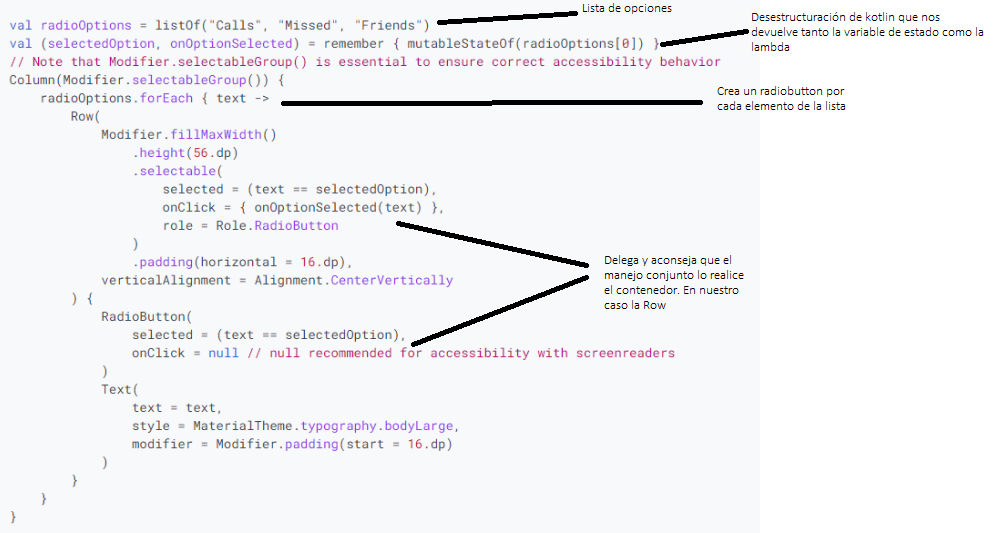 Lista de opciones
val radioOptions = listOf("Calls", "Missed", "Friends")
Desestructuración de kotlin que nos
devuelve tanto la variable de estado como la
lambda
val (selectedOption, onOptionSelected) = remember { mutableStateOf(radioOptions[0]) }
// Note that Modifier.selectableGroup() is essential to ensure correct accessibility behavior
Column(Modifier.selectableGroup()) {
radioOptions.forEach { text ->
Crea un radiobutton por
cada elemento de la lista
Row(
Modifier.fillMaxWidth()
.height(56.dp)
.selectable(
selected = (text == selectedOption),
onClick = { onOptionSelected(text) },
role = Role.RadioButton
)
.padding(horizontal = 16.dp),
verticalAlignment = Alignment.CenterVertically
Delega y aconseja que el
manejo conjunto lo realice
el contenedor. En nuestro
caso la Row
) {
RadioButton(
selected = (text == selectedOption),
onClick = null // null recommended for accessibility with screenreaders
)
Text(
text = text,
style = MaterialTheme.typography.bodyLarge,
modifier = Modifier.padding(start = 16.dp)
)
}
}
}